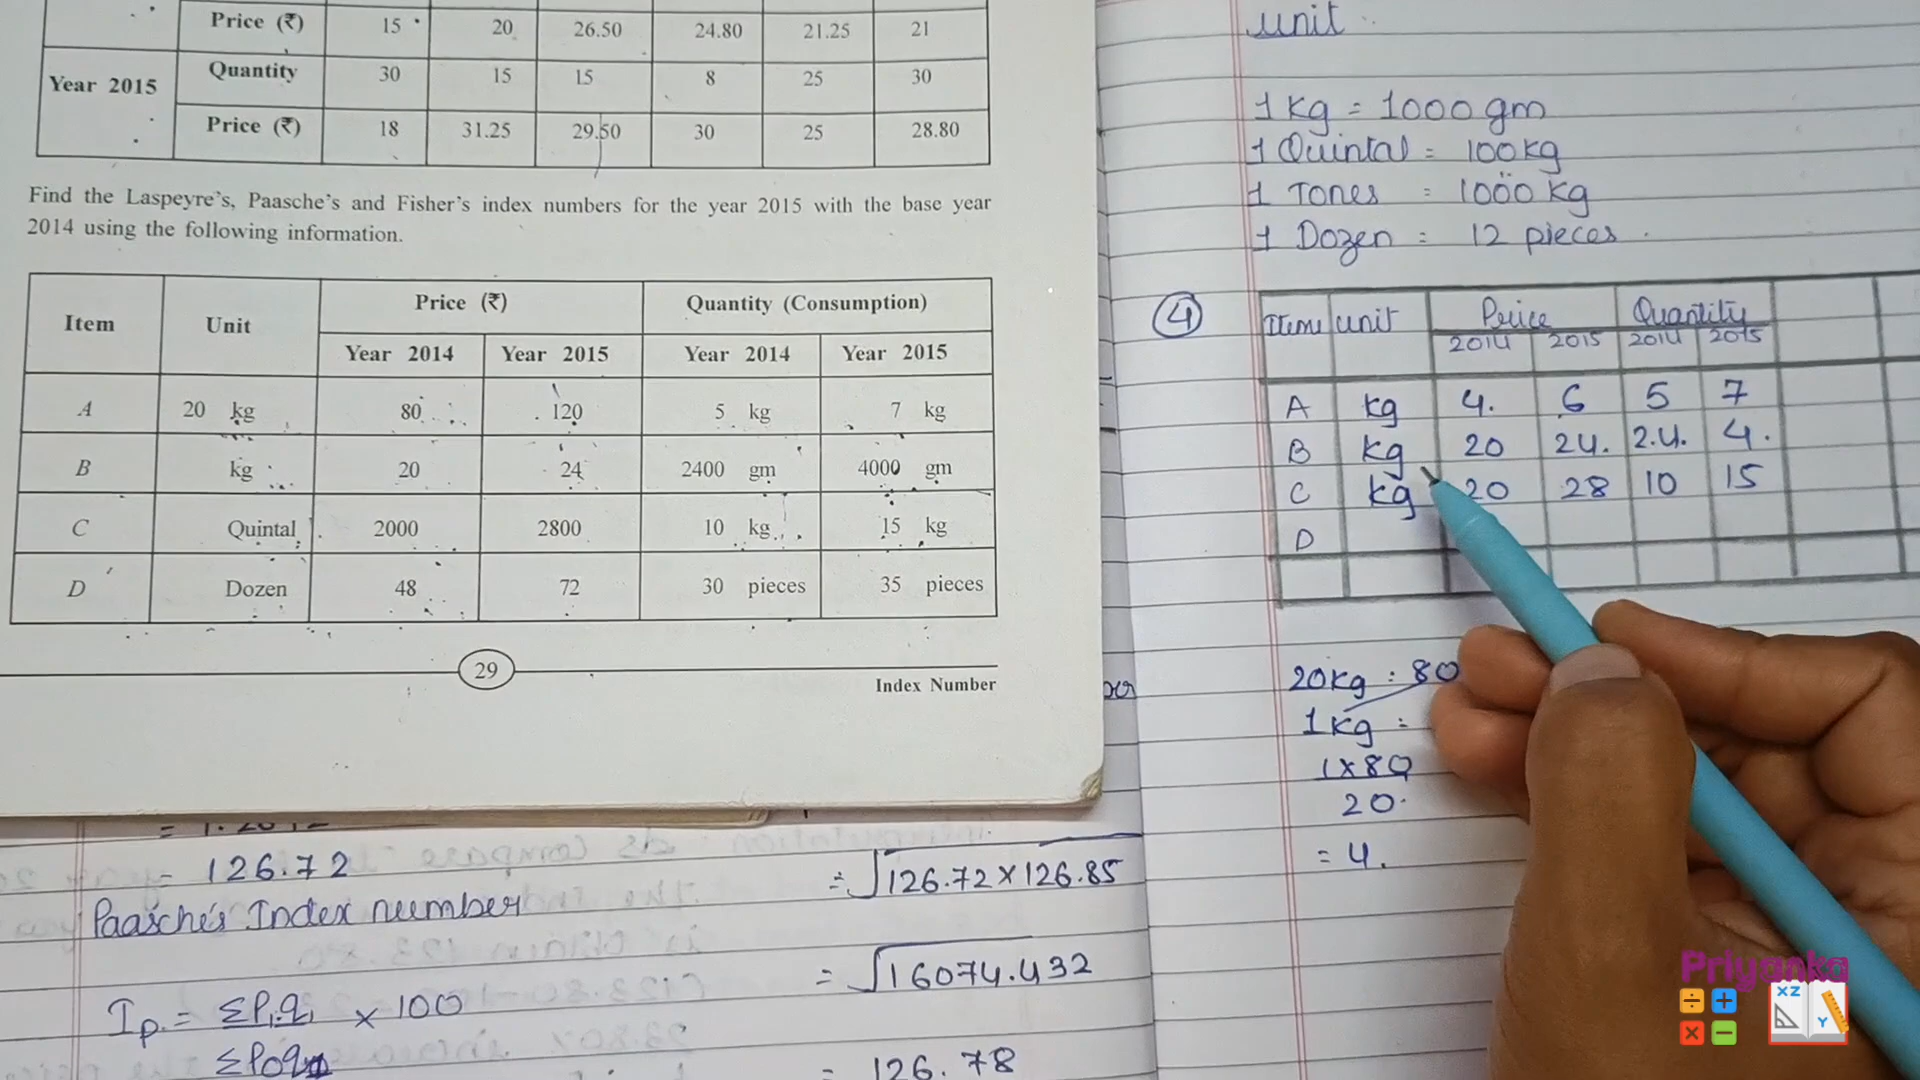 Price (₹) 15 20 26.50 24.80 21.25 21
Year 2015 Quantity 30 15 15 8 25 30
Price (₹) 18 31.25 29.50 30 25 28.80
Find the Laspeyre's, Paasche's and Fisher's index numbers for the year 2015 with the base year
2014 using the following information.
Item Unit Price (₹) Quantity (Consumption)
Year 2014 Year 2015 Year 2014 Year 2015
A 20 kg 80 120 5 kg 7 kg
B kg 20 24 2400 gm 4000 gm
C Quintal 2000 2800 10 kg 15 kg
D Dozen 48 72 30 pieces 35 pieces
29
Index Number
= 126.72
Paasche's Index number
Ip = ΣP₁q₁ × 100
ΣP0q
= √126.72 × 126.85
= √16074.432
= 126.78
unit
1 kg = 1000 gm
1 Quintal = 100 kg
1 Tones = 1000 kg
1 Dozen = 12 pieces
4
Item unit Price Quantity
2014 2015 2014 2015
A kg 4. 6 5 7
B kg 20 24. 2.4. 4.
C kg 20 28 10 15
D
20kg : 80
1 kg =
1×80
20
= 4.
Priyanka
XZ
Y